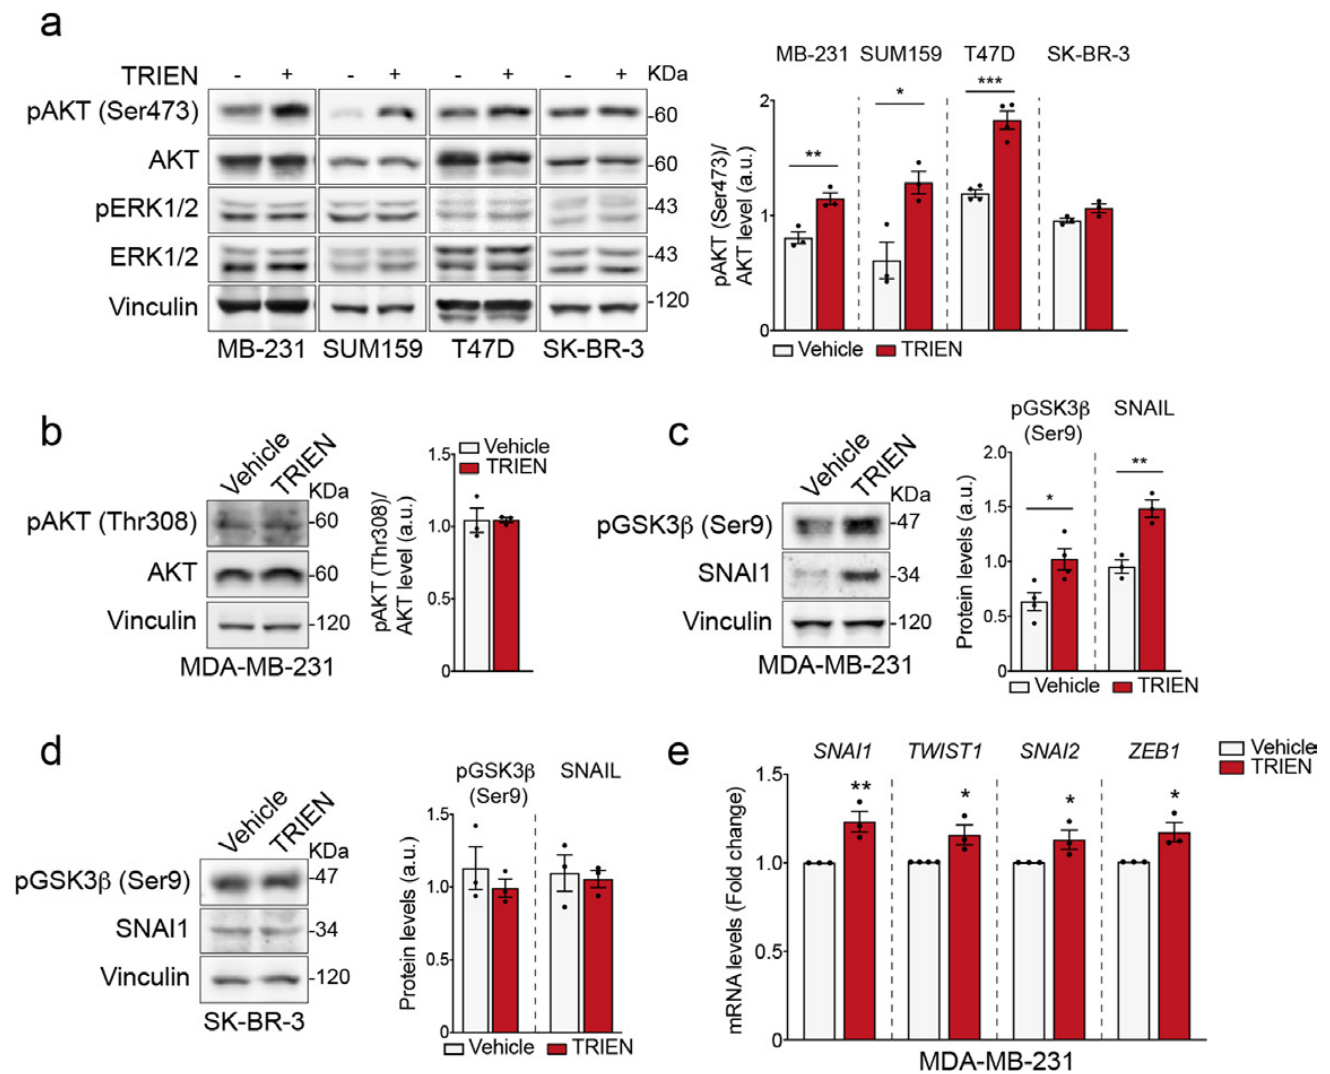 a
TRIEN - + - + - + - + KDa
pAKT (Ser473) -60
AKT -60
pERK1/2 -43
ERK1/2 -43
Vinculin -120
MB-231 SUM159 T47D SK-BR-3
MB-231 SUM159 T47D SK-BR-3
** * ***
pAKT (Ser473)/
AKT level (a.u.)
2
1
0
Vehicle TRIEN
b
Vehicle TRIEN
KDa
pAKT (Thr308) -60
AKT -60
Vinculin -120
MDA-MB-231
Vehicle
TRIEN
pAKT (Thr308)/
AKT level (a.u.)
1.5
1.0
0.5
0
c
Vehicle TRIEN
KDa
pGSK3β (Ser9) -47
SNAI1 -34
Vinculin -120
MDA-MB-231
pGSK3β
(Ser9)
SNAIL
* **
Protein levels (a.u.)
2.0
1.5
1.0
0.5
0
Vehicle TRIEN
d
Vehicle TRIEN
KDa
pGSK3β (Ser9) -47
SNAI1 -34
Vinculin -120
SK-BR-3
pGSK3β
(Ser9)
SNAIL
Protein levels (a.u.)
1.5
1.0
0.5
0
Vehicle TRIEN
e
SNAI1 TWIST1 SNAI2 ZEB1
Vehicle
TRIEN
** * * *
mRNA levels (Fold change)
1.5
1.0
0.5
0
MDA-MB-231